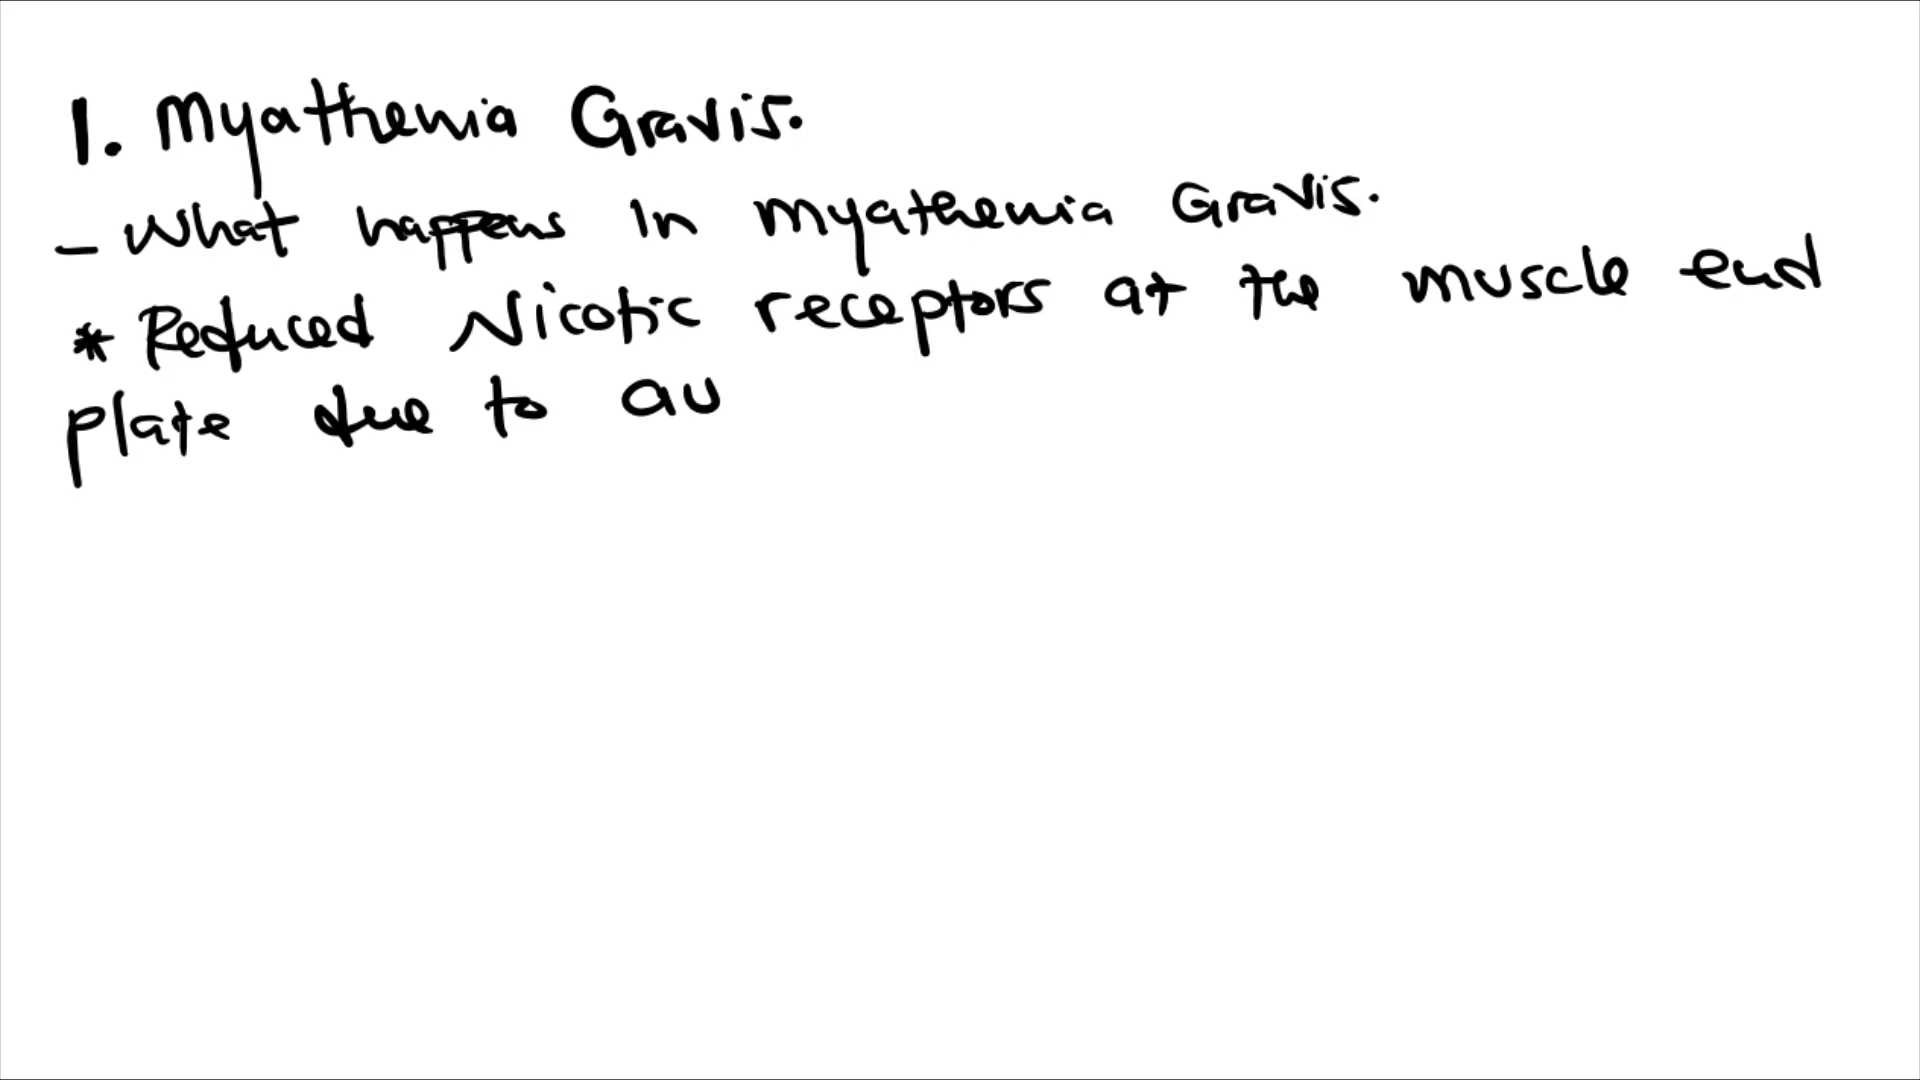 1. Myathenia Gravis.
- What happens in myathenia Gravis.
* Reduced Nicotic receptors at the muscle end
plate due to au